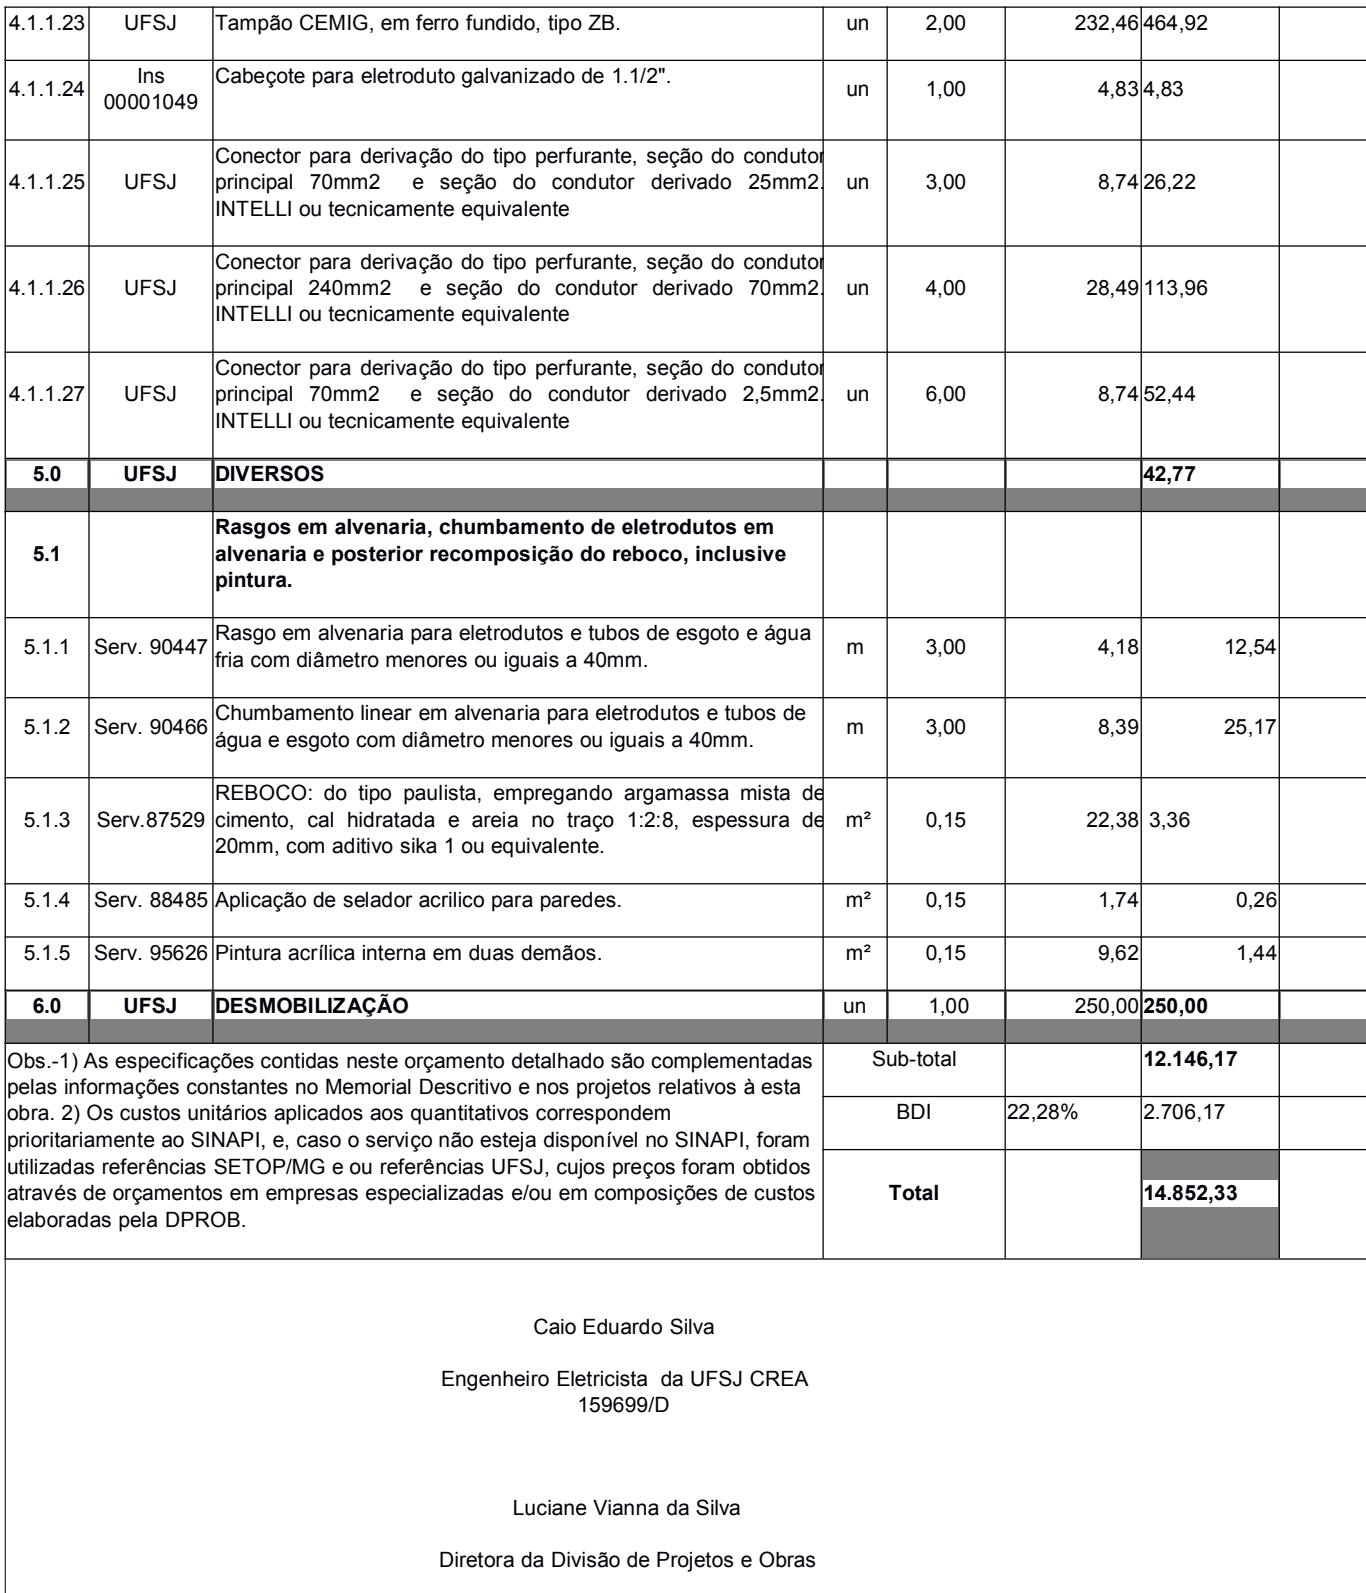 4.1.1.23 UFSJ Tampão CEMIG, em ferro fundido, tipo ZB. un 2,00 232,46 464,92
4.1.1.24 Ins 00001049 Cabeçote para eletroduto galvanizado de 1.1/2". un 1,00 4,83 4,83
4.1.1.25 UFSJ Conector para derivação do tipo perfurante, seção do condutor
principal 70mm2 e seção do condutor derivado 25mm2.
INTELLI ou tecnicamente equivalente un 3,00 8,74 26,22
4.1.1.26 UFSJ Conector para derivação do tipo perfurante, seção do condutor
principal 240mm2 e seção do condutor derivado 70mm2.
INTELLI ou tecnicamente equivalente un 4,00 28,49 113,96
4.1.1.27 UFSJ Conector para derivação do tipo perfurante, seção do condutor
principal 70mm2 e seção do condutor derivado 2,5mm2.
INTELLI ou tecnicamente equivalente un 6,00 8,74 52,44
5.0 UFSJ DIVERSOS 42,77
5.1 Rasgos em alvenaria, chumbamento de eletrodutos em
alvenaria e posterior recomposição do reboco, inclusive
pintura.
5.1.1 Serv. 90447 Rasgo em alvenaria para eletrodutos e tubos de esgoto e água
fria com diâmetro menores ou iguais a 40mm. m 3,00 4,18 12,54
5.1.2 Serv. 90466 Chumbamento linear em alvenaria para eletrodutos e tubos de
água e esgoto com diâmetro menores ou iguais a 40mm. m 3,00 8,39 25,17
5.1.3 Serv.87529 REBOCO: do tipo paulista, empregando argamassa mista de
cimento, cal hidratada e areia no traço 1:2:8, espessura de
20mm, com aditivo sika 1 ou equivalente. m² 0,15 22,38 3,36
5.1.4 Serv. 88485 Aplicação de selador acrilico para paredes. m² 0,15 1,74 0,26
5.1.5 Serv. 95626 Pintura acrílica interna em duas demãos. m² 0,15 9,62 1,44
6.0 UFSJ DESMOBILIZAÇÃO un 1,00 250,00 250,00
Obs.-1) As especificações contidas neste orçamento detalhado são complementadas
pelas informações constantes no Memorial Descritivo e nos projetos relativos à esta
obra. 2) Os custos unitários aplicados aos quantitativos correspondem
prioritariamente ao SINAPI, e, caso o serviço não esteja disponível no SINAPI, foram
utilizadas referências SETOP/MG e ou referências UFSJ, cujos preços foram obtidos
através de orçamentos em empresas especializadas e/ou em composições de custos
elaboradas pela DPROB.
Sub-total 12.146,17
BDI 22,28% 2.706,17
Total 14.852,33
Caio Eduardo Silva
Engenheiro Eletricista da UFSJ CREA
159699/D
Luciane Vianna da Silva
Diretora da Divisão de Projetos e Obras